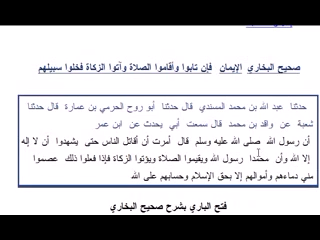 صحيح البخاري الإيمان فإن تابوا وأقاموا الصلاة وآتوا الزكاة فخلوا سبيلهم
حدثنا عبد الله بن محمد المسندي قال حدثنا أبو روح الحرمي بن عمارة قال حدثنا
شعبة عن واقد بن محمد قال سمعت أبي يحدث عن ابن عمر
أن رسول الله صلى الله عليه وسلم قال أمرت أن أقاتل الناس حتى يشهدوا أن لا إله
إلا الله وأن محمدا رسول الله ويقيموا الصلاة ويؤتوا الزكاة فإذا فعلوا ذلك عصموا
مني دماءهم وأموالهم إلا بحق الإسلام وحسابهم على الله
فتح الباري بشرح صحيح البخاري